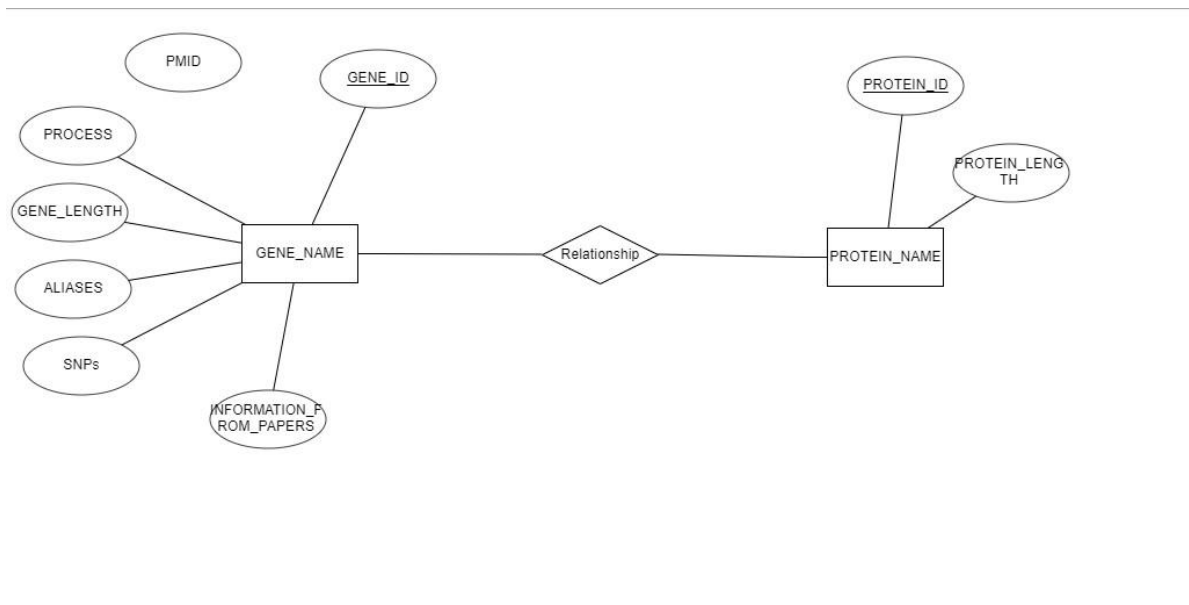 PMID
GENE_ID
PROTEIN_ID
PROCESS
PROTEIN_LENG
TH
GENE_LENGTH
GENE_NAME
Relationship
PROTEIN_NAME
ALIASES
SNPs
INFORMATION_F
ROM_PAPERS